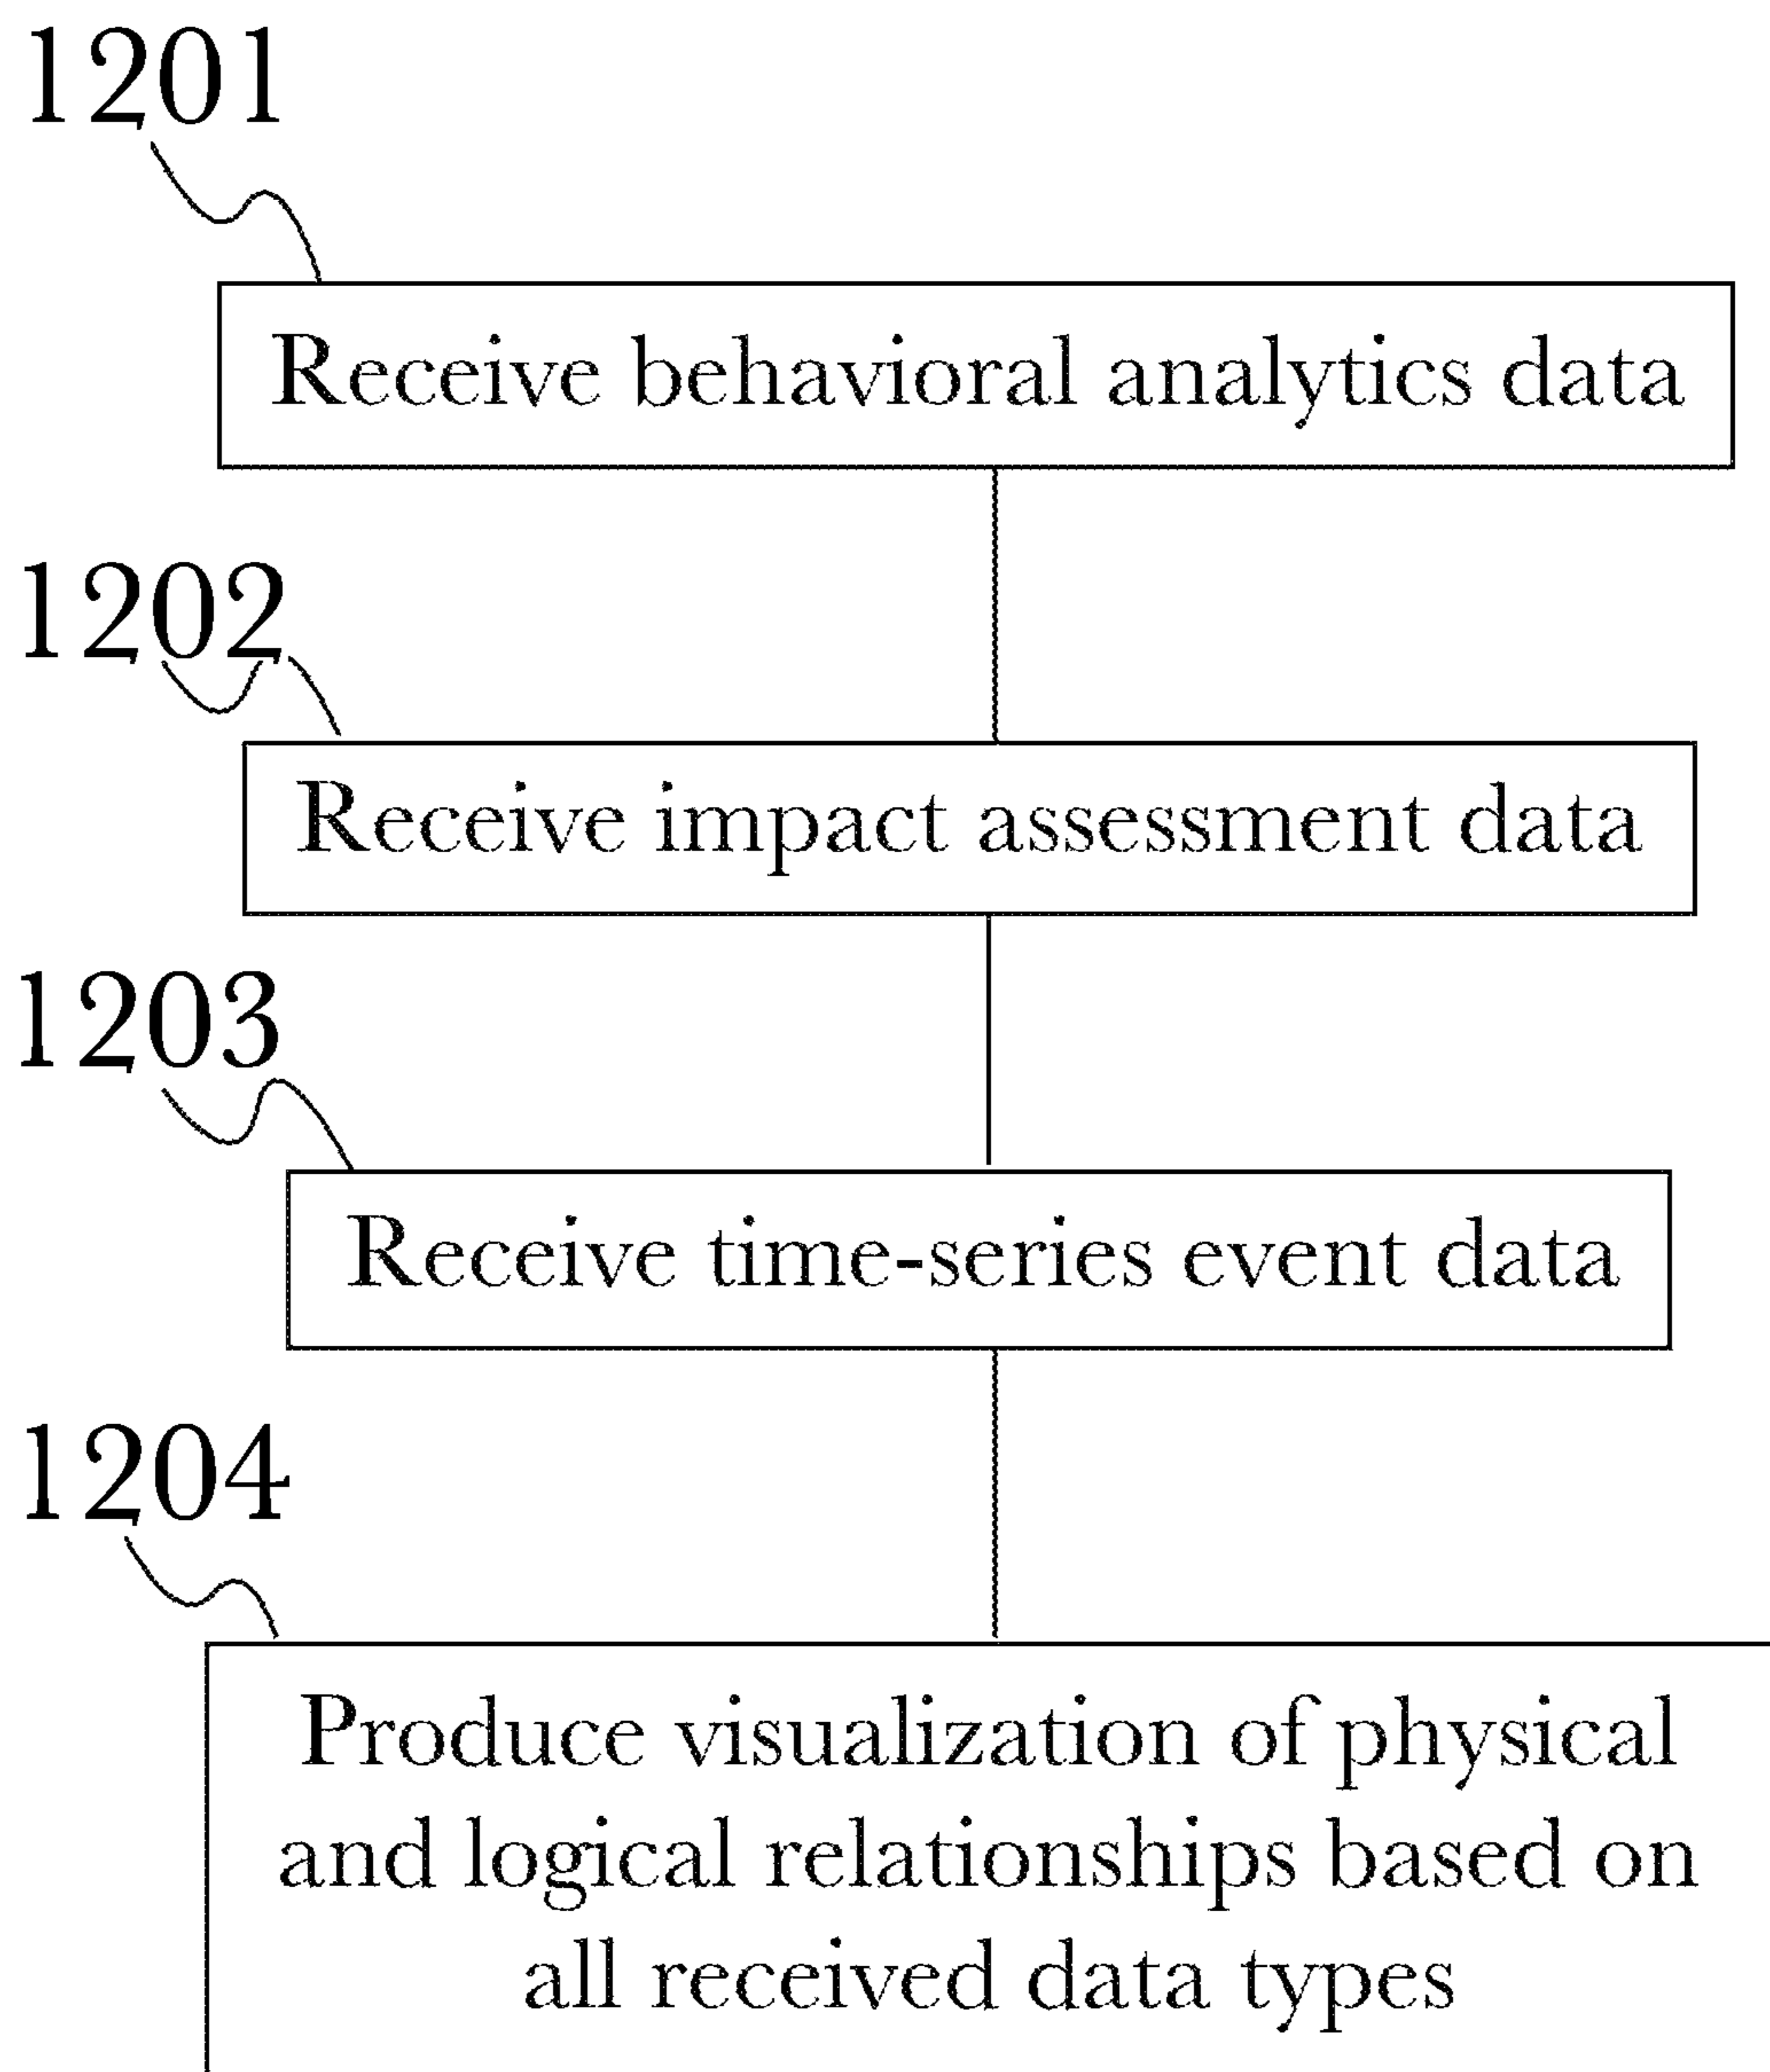 1201
Receive behavioral analytics data
1202
Receive impact assessment data
1203
Receive time-series event data
1204
Produce visualization of physical
and logical relationships based on
all received data types